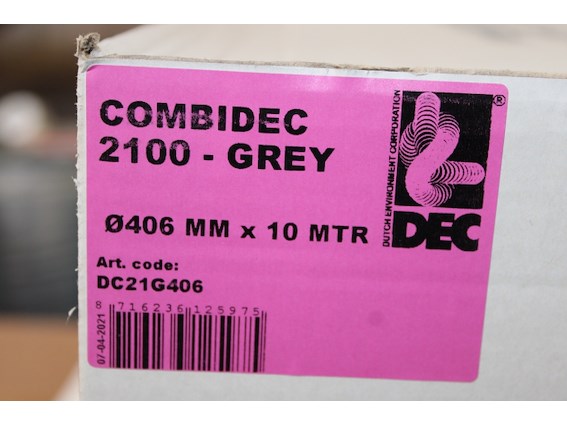 COMBIDEC
2100 - GREY
Ø406 MM x 10 MTR
Art. code:
DC21G406
8 716236 125975
07-04-2021
DUTCH ENVIRONMENT CORPORATION
®
DEC